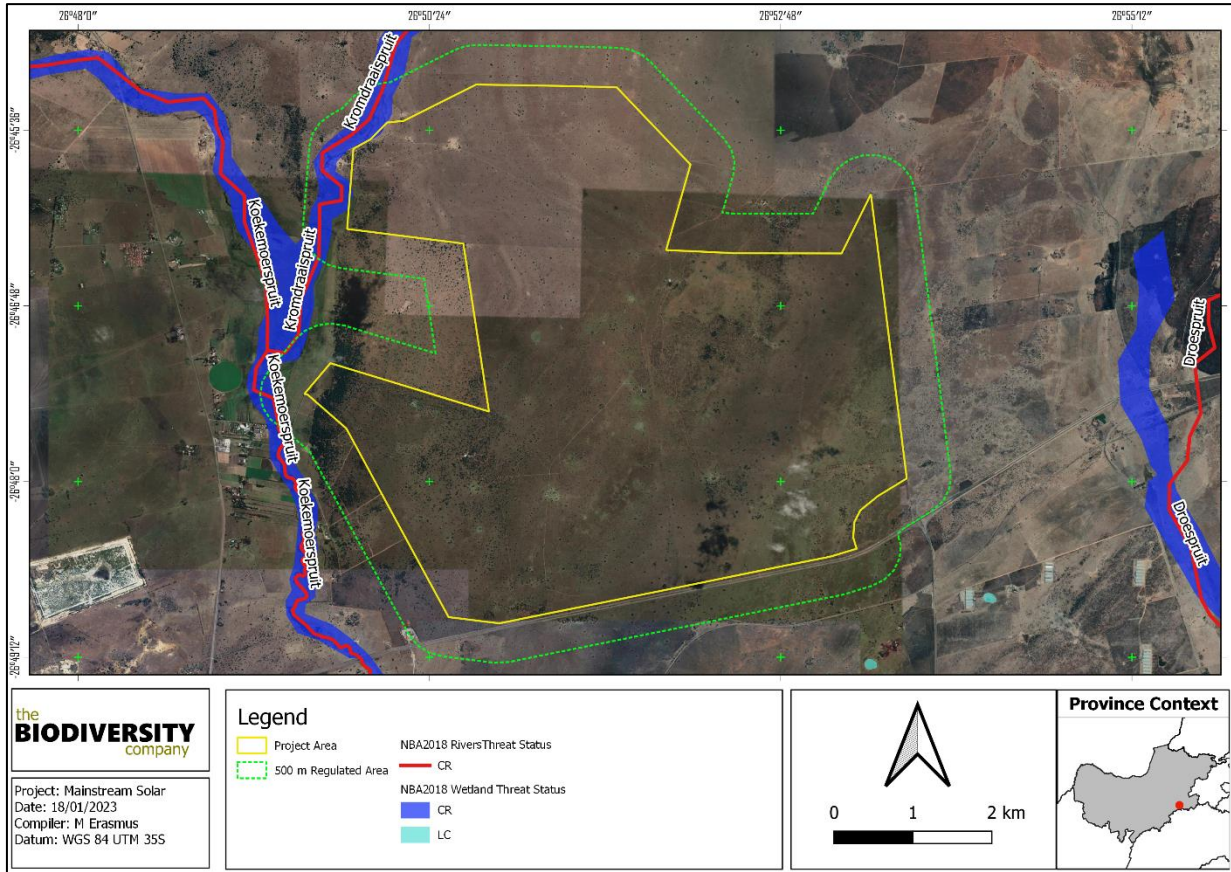 26°48'0"
26°50'24"
26°52'48"
26°55'12"
-26°45'36"
-26°46'48"
-26°48'0"
-26°49'12"
Kromdraaispruit
Koekemoerspruit
Kromdraaispruit
Koekemoerspruit
Koekemoerspruit
Droespruit
Droespruit
the
BIODIVERSITY
company
Project: Mainstream Solar
Date: 18/01/2023
Compiler: M Erasmus
Datum: WGS 84 UTM 35S
Legend
Project Area
500 m Regulated Area
NBA2018 RiversThreat Status
CR
NBA2018 Wetland Threat Status
CR
LC
0 1 2 km
Province Context